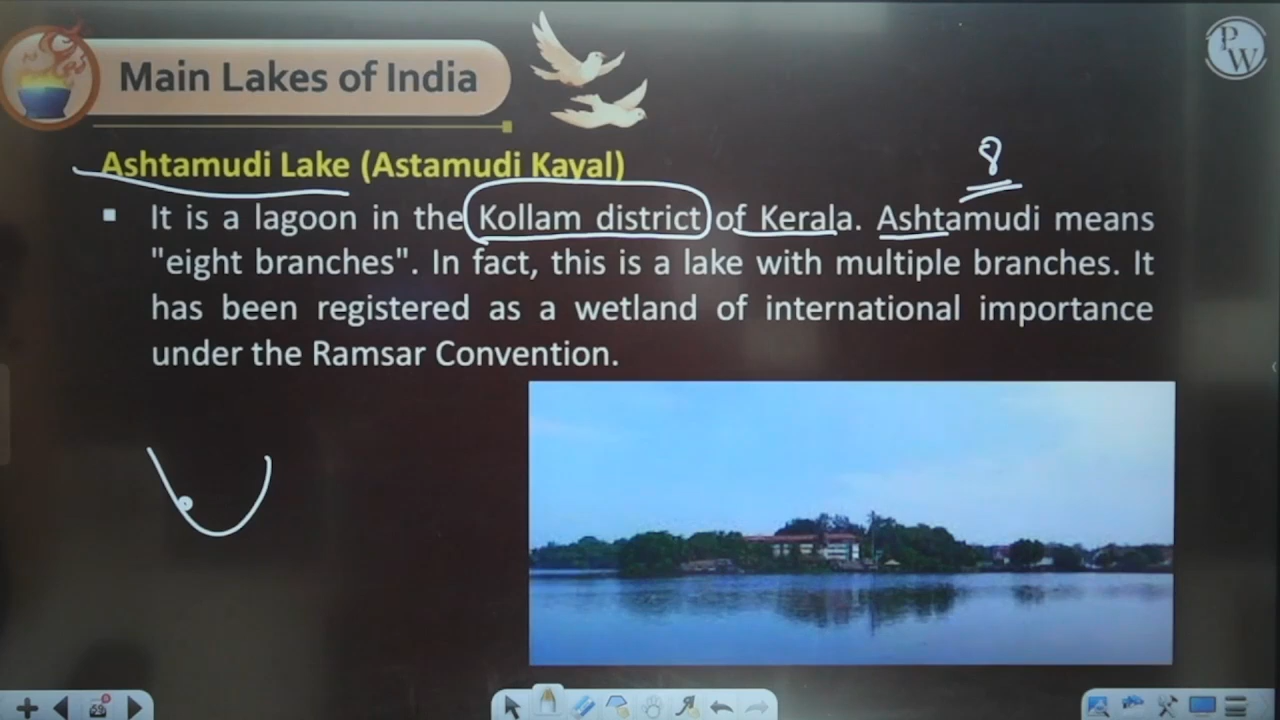 Main Lakes of India
PW
Ashtamudi Lake (Astamudi Kayal)
8
It is a lagoon in the Kollam district of Kerala. Ashtamudi means
"eight branches". In fact, this is a lake with multiple branches. It
has been registered as a wetland of international importance
under the Ramsar Convention.
59